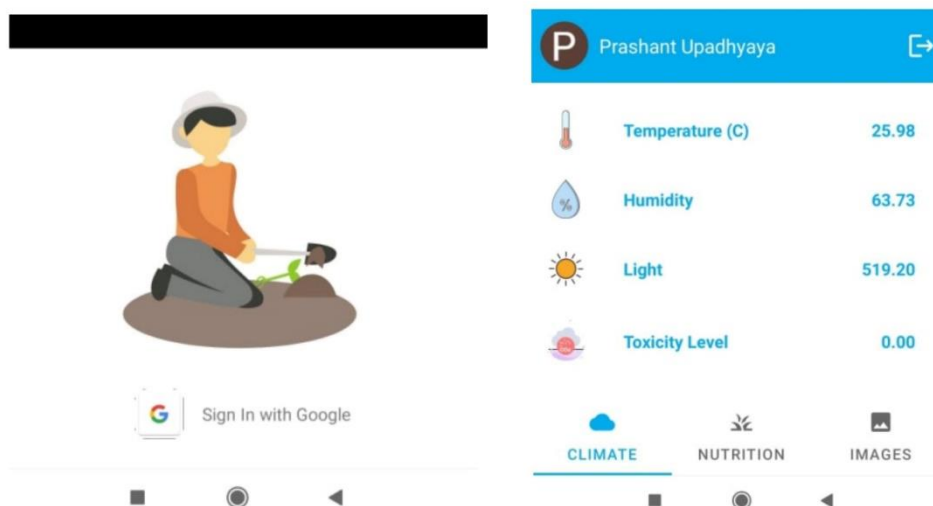 Sign In with Google
P Prashant Upadhyaya
Temperature (C) 25.98
% Humidity 63.73
Light 519.20
Toxicity Level 0.00
CLIMATE NUTRITION IMAGES